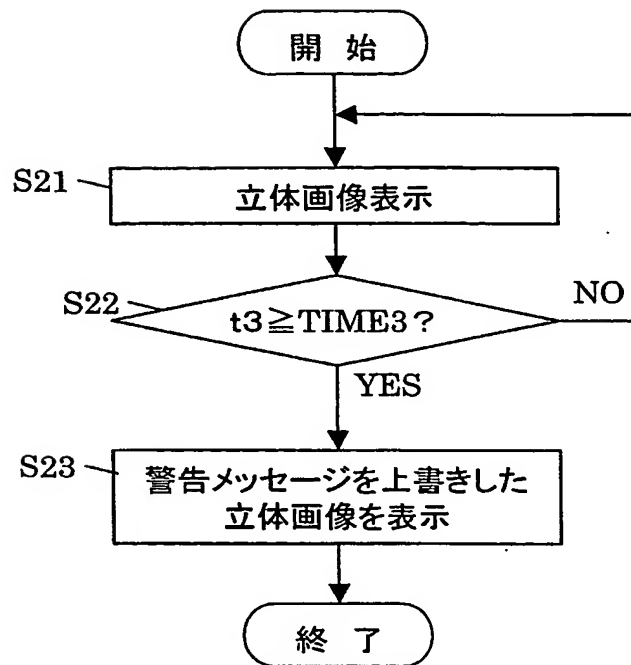 開 始
S21
立体画像表示
S22
t3≧TIME3?
NO
YES
S23
警告メッセージを上書きした
立体画像を表示
終 了